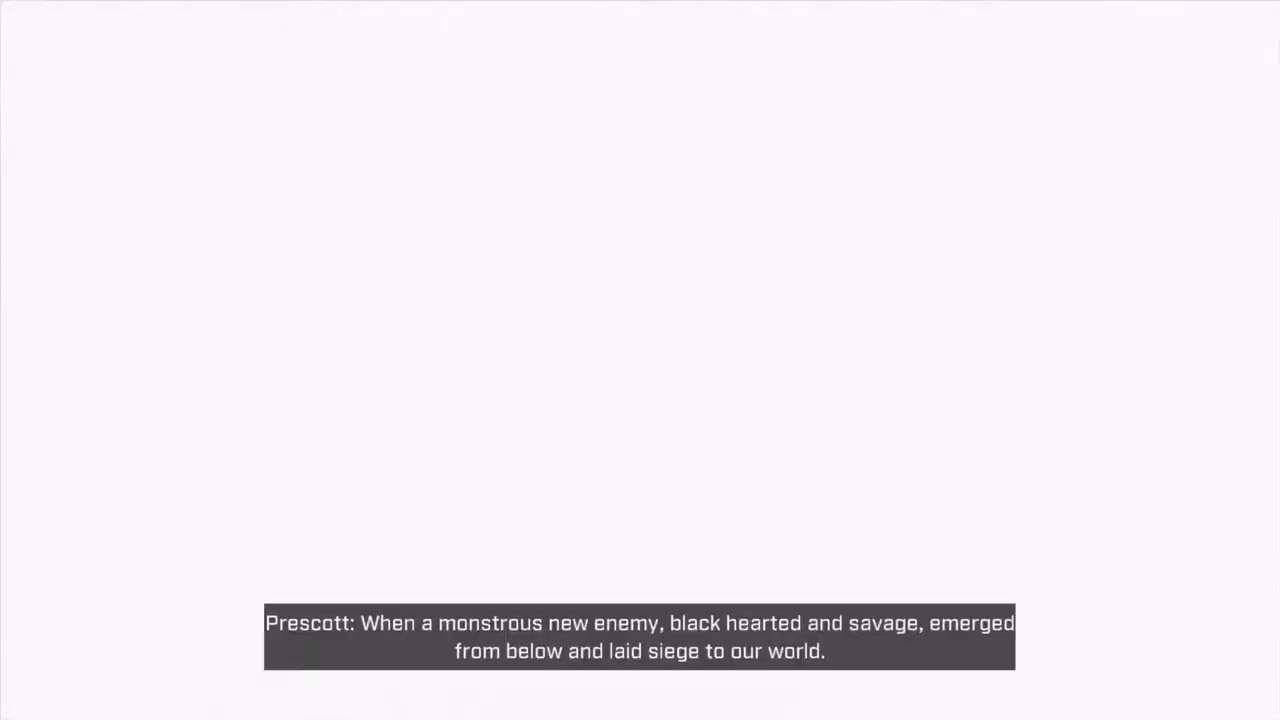 Prescott: When a monstrous new enemy, black hearted and savage, emerged
from below and laid siege to our world.